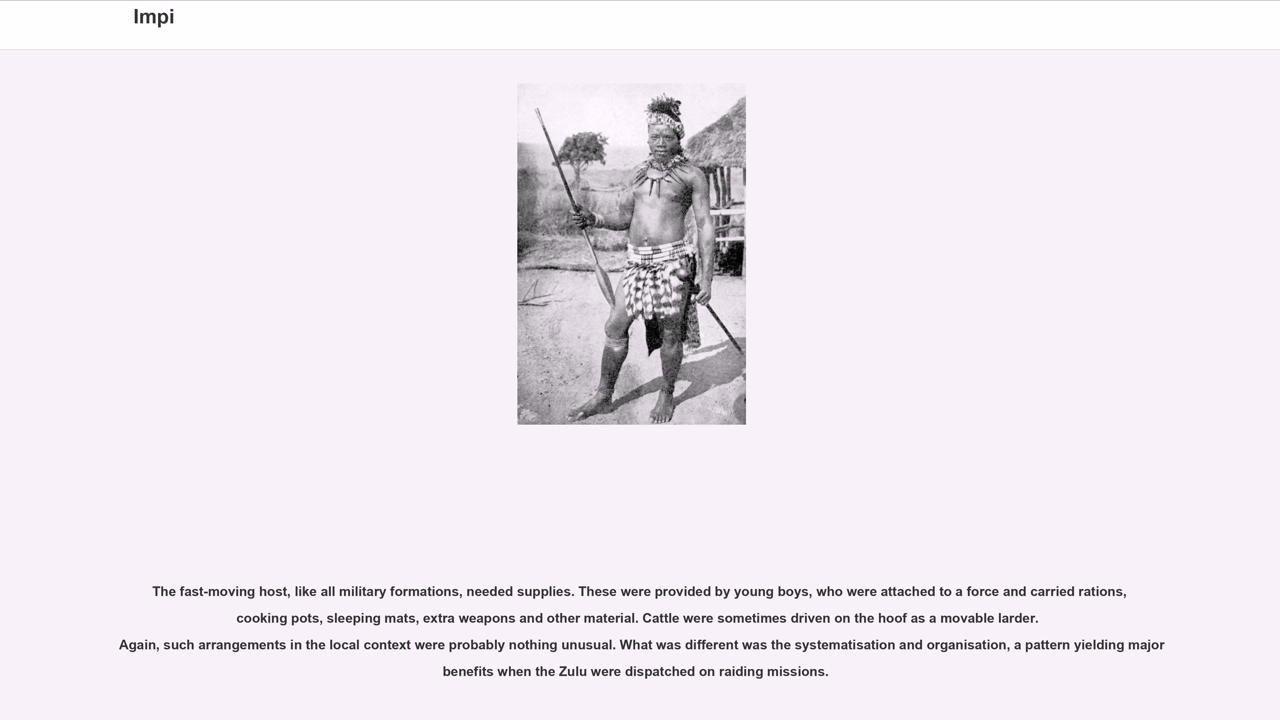 Impi
The fast-moving host, like all military formations, needed supplies. These were provided by young boys, who were attached to a force and carried rations,
cooking pots, sleeping mats, extra weapons and other material. Cattle were sometimes driven on the hoof as a movable larder.
Again, such arrangements in the local context were probably nothing unusual. What was different was the systematisation and organisation, a pattern yielding major
benefits when the Zulu were dispatched on raiding missions.